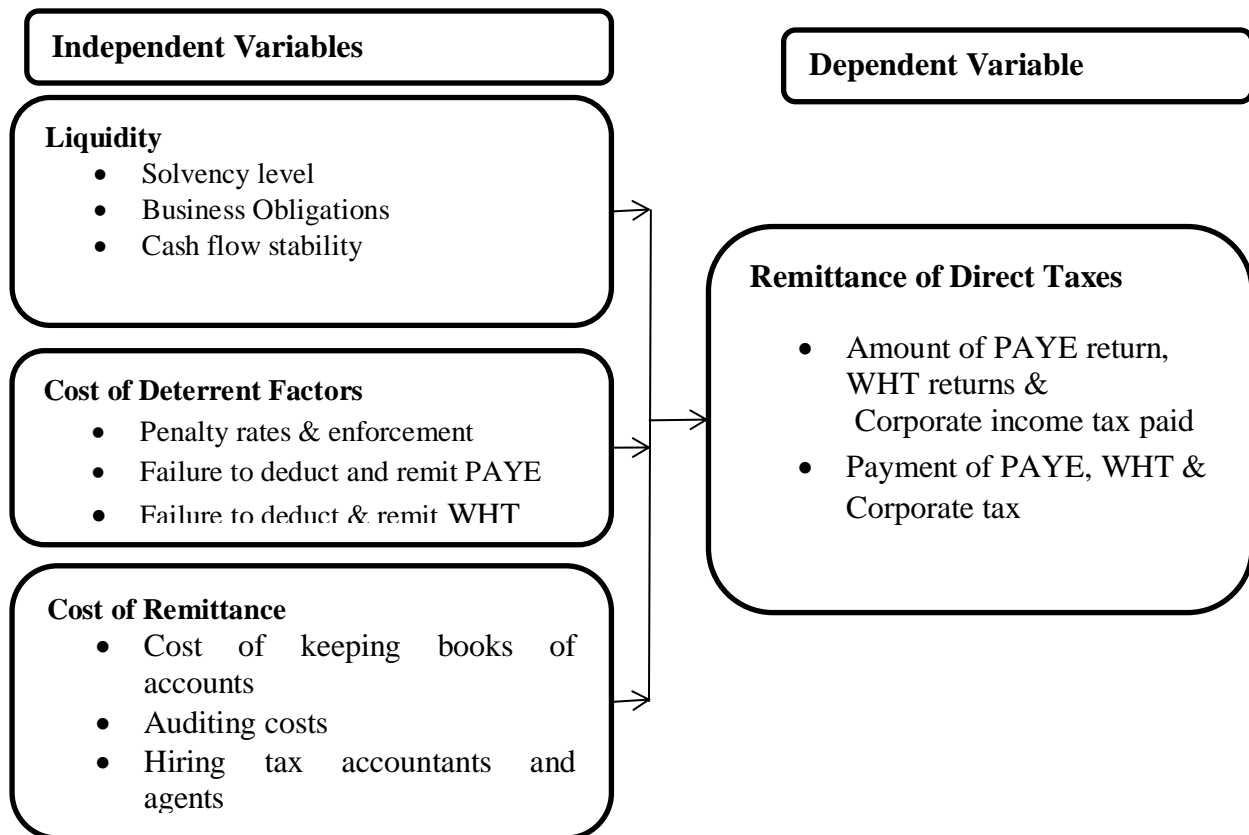 Independent Variables
Dependent Variable
Liquidity
• Solvency level
• Business Obligations
• Cash flow stability
Cost of Deterrent Factors
• Penalty rates & enforcement
• Failure to deduct and remit PAYE
• Failure to deduct & remit WHT
Cost of Remittance
• Cost of keeping books of
accounts
• Auditing costs
• Hiring tax accountants and
agents
Remittance of Direct Taxes
• Amount of PAYE return,
WHT returns &
Corporate income tax paid
• Payment of PAYE, WHT &
Corporate tax